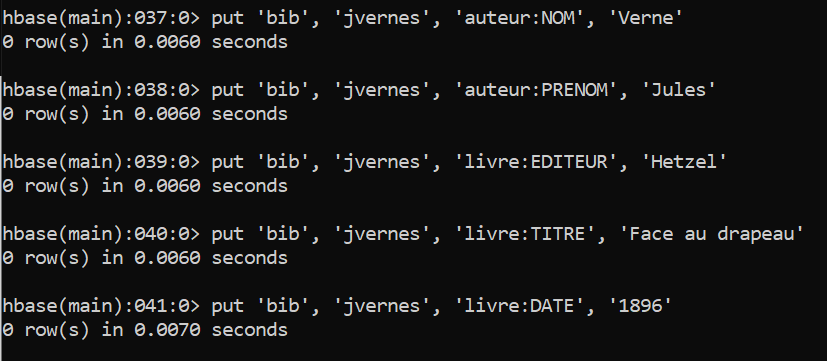 hbase(main):037:0> put 'bib', 'jvernes', 'auteur:NOM', 'Verne'
0 row(s) in 0.0060 seconds
hbase(main):038:0> put 'bib', 'jvernes', 'auteur:PRENOM', 'Jules'
0 row(s) in 0.0060 seconds
hbase(main):039:0> put 'bib', 'jvernes', 'livre:EDITEUR', 'Hetzel'
0 row(s) in 0.0060 seconds
hbase(main):040:0> put 'bib', 'jvernes', 'livre:TITRE', 'Face au drapeau'
0 row(s) in 0.0060 seconds
hbase(main):041:0> put 'bib', 'jvernes', 'livre:DATE', '1896'
0 row(s) in 0.0070 seconds